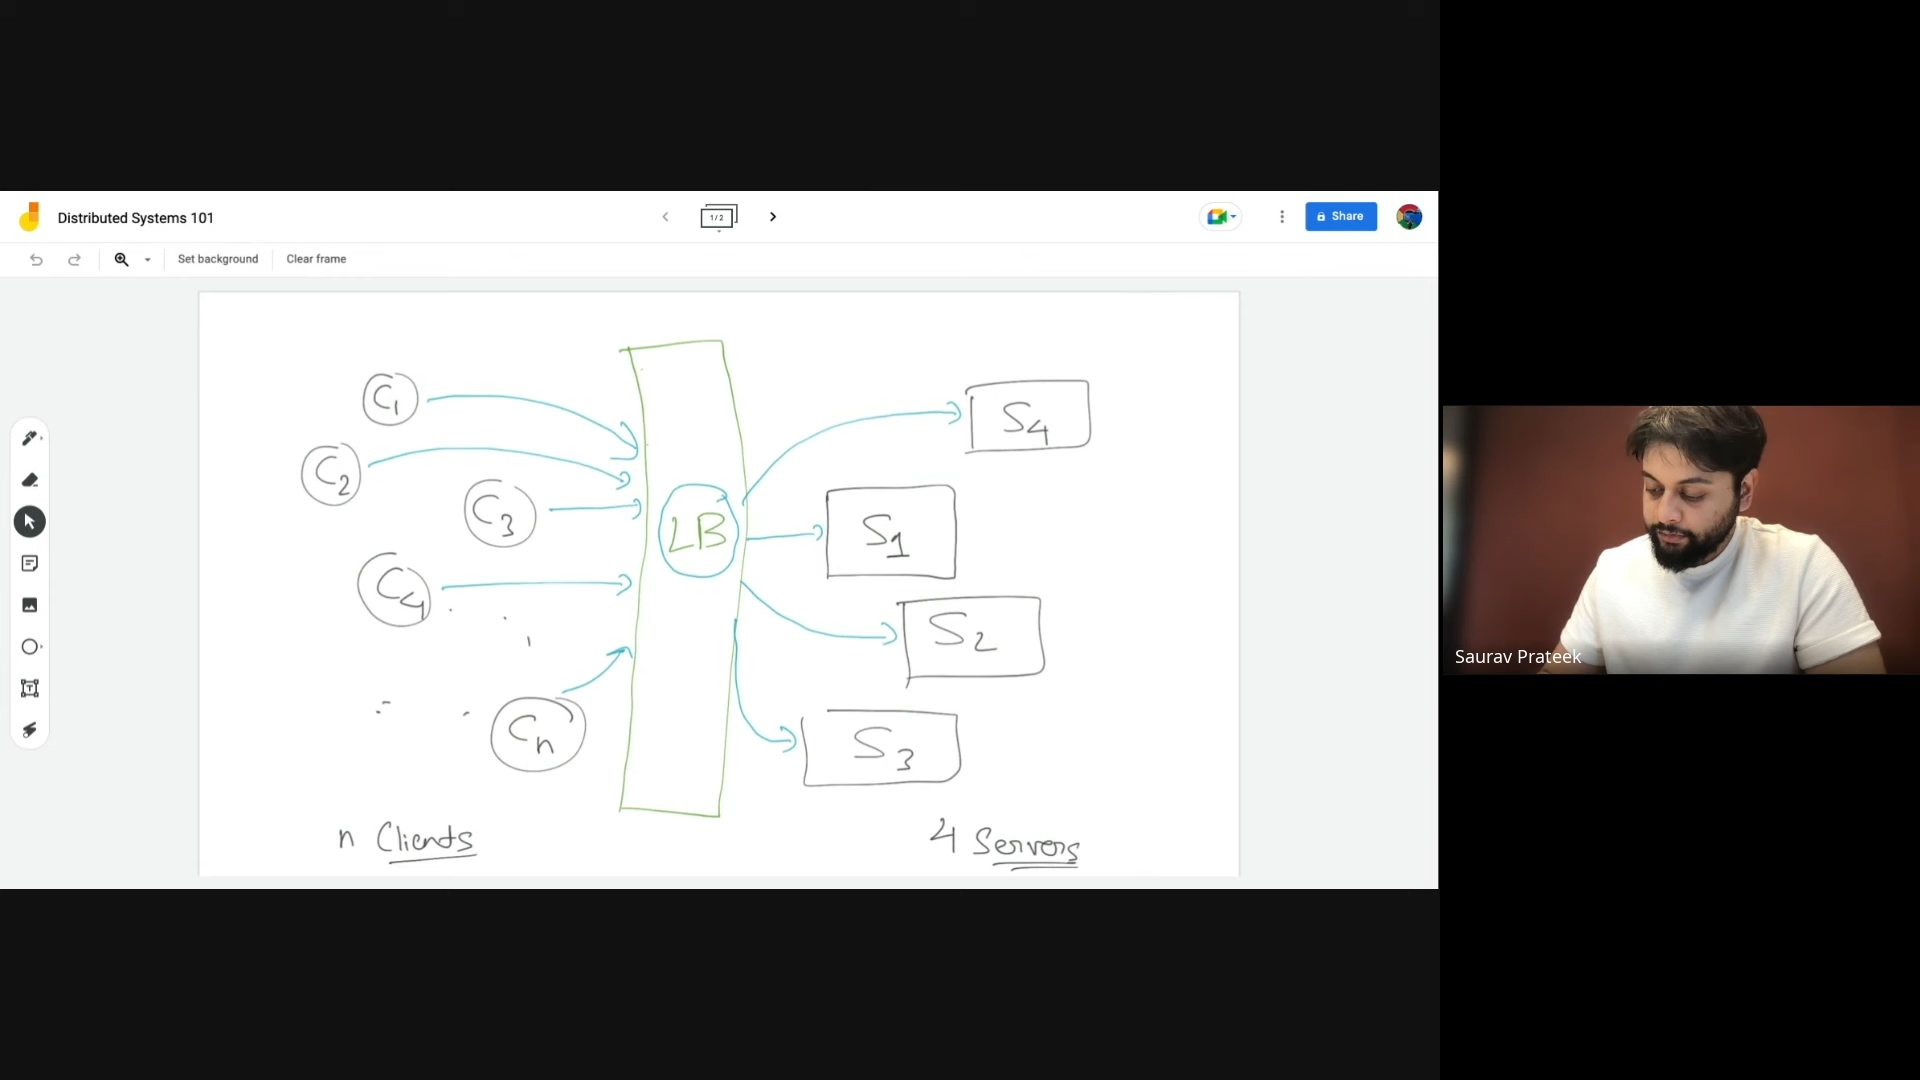 Distributed Systems 101
1/2
Share
Set background
Clear frame
C1
C2
C3
C4
Cn
LB
S4
S1
S2
S3
n Clients
4 Servers
Saurav Prateek